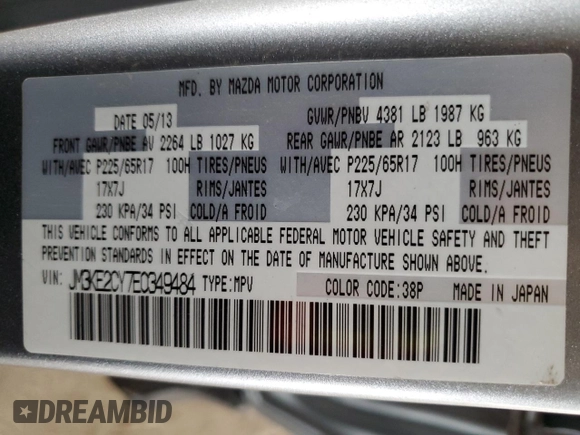 MFD. BY MAZDA MOTOR CORPORATION
DATE 05/13 GVWR/PNBV 4381 LB 1987 KG
FRONT GAWR/PNBE AV 2264 LB 1027 KG REAR GAWR/PNBE AR 2123 LB 963 KG
WITH/AVEC P225/65R17 100H TIRES/PNEUS WITH/AVEC P225/65R17 100H TIRES/PNEUS
17X7J RIMS/JANTES 17X7J RIMS/JANTES
230 KPA/34 PSI COLD/A FROID 230 KPA/34 PSI COLD/A FROID
THIS VEHICLE CONFORMS TO ALL APPLICABLE FEDERAL MOTOR VEHICLE SAFETY AND THEFT
PREVENTION STANDARDS IN EFFECT ON THE DATE OF MANUFACTURE SHOWN ABOVE.
VIN: JM3KE2CY7E0349484 TYPE:MPV COLOR CODE:38P MADE IN JAPAN
DREAMBID